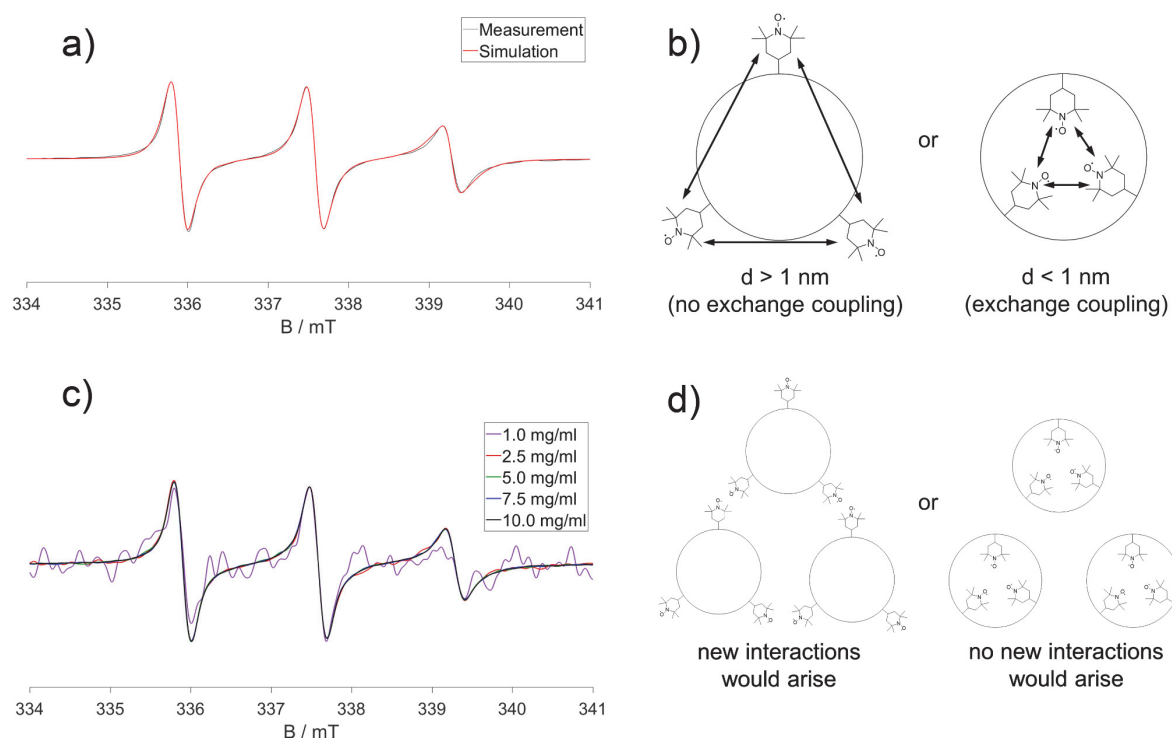 a)
Measurement
Simulation
334 335 336 337 338 339 340 341
B / mT
b)
O·
N
N
O·
N
O·
d > 1 nm
(no exchange coupling)
or
N
O·
N
O·
O·
N
d < 1 nm
(exchange coupling)
c)
1.0 mg/ml
2.5 mg/ml
5.0 mg/ml
7.5 mg/ml
10.0 mg/ml
334 335 336 337 338 339 340 341
B / mT
d)
new interactions
would arise
or
no new interactions
would arise